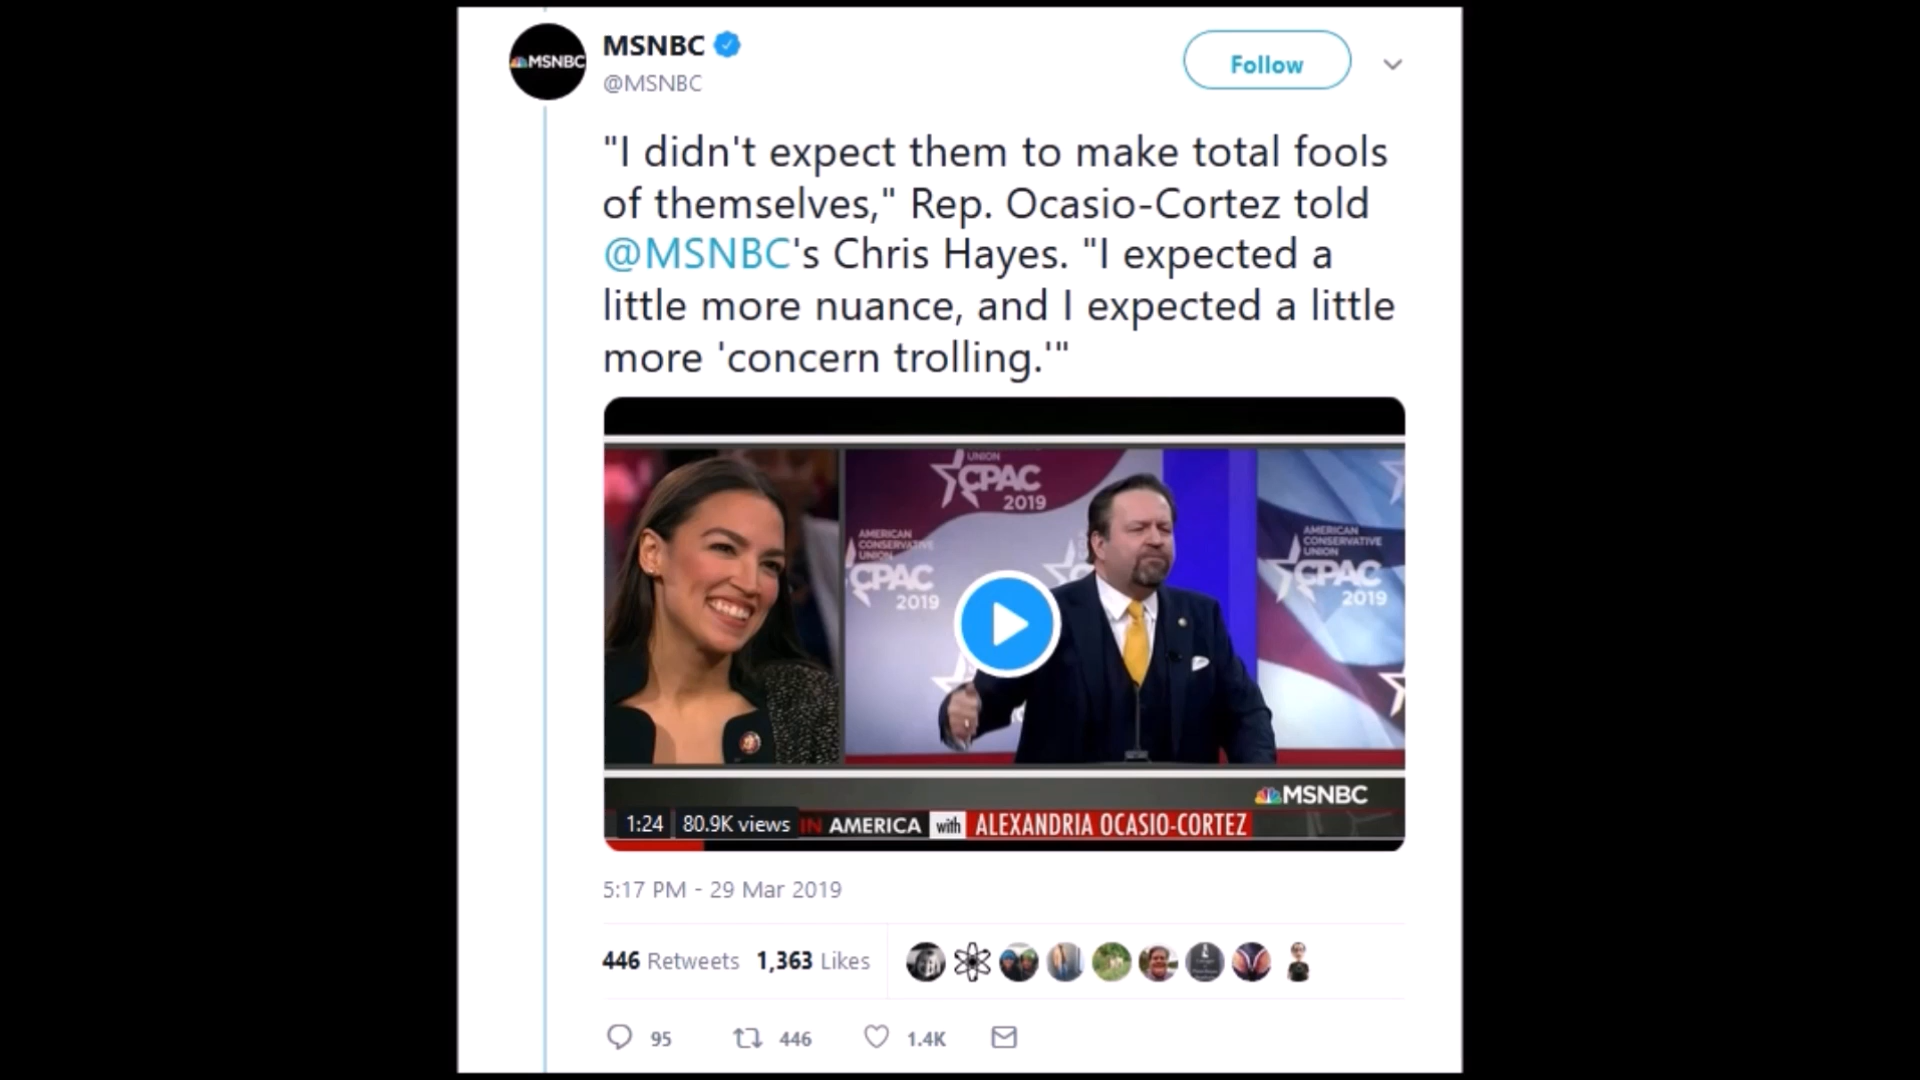 MSNBC
MSNBC
@MSNBC
Follow
"I didn't expect them to make total fools
of themselves," Rep. Ocasio-Cortez told
@MSNBC's Chris Hayes. "I expected a
little more nuance, and I expected a little
more 'concern trolling.'"
UNION
CPAC
2019
AMERICAN
CONSERVATIVE
UNION
CPAC
2019
AMERICAN
CONSERVATIVE
UNION
CPAC
2019
MSNBC
1:24 80.9K views IN AMERICA with ALEXANDRIA OCASIO-CORTEZ
5:17 PM - 29 Mar 2019
446 Retweets 1,363 Likes
95 446 1.4K